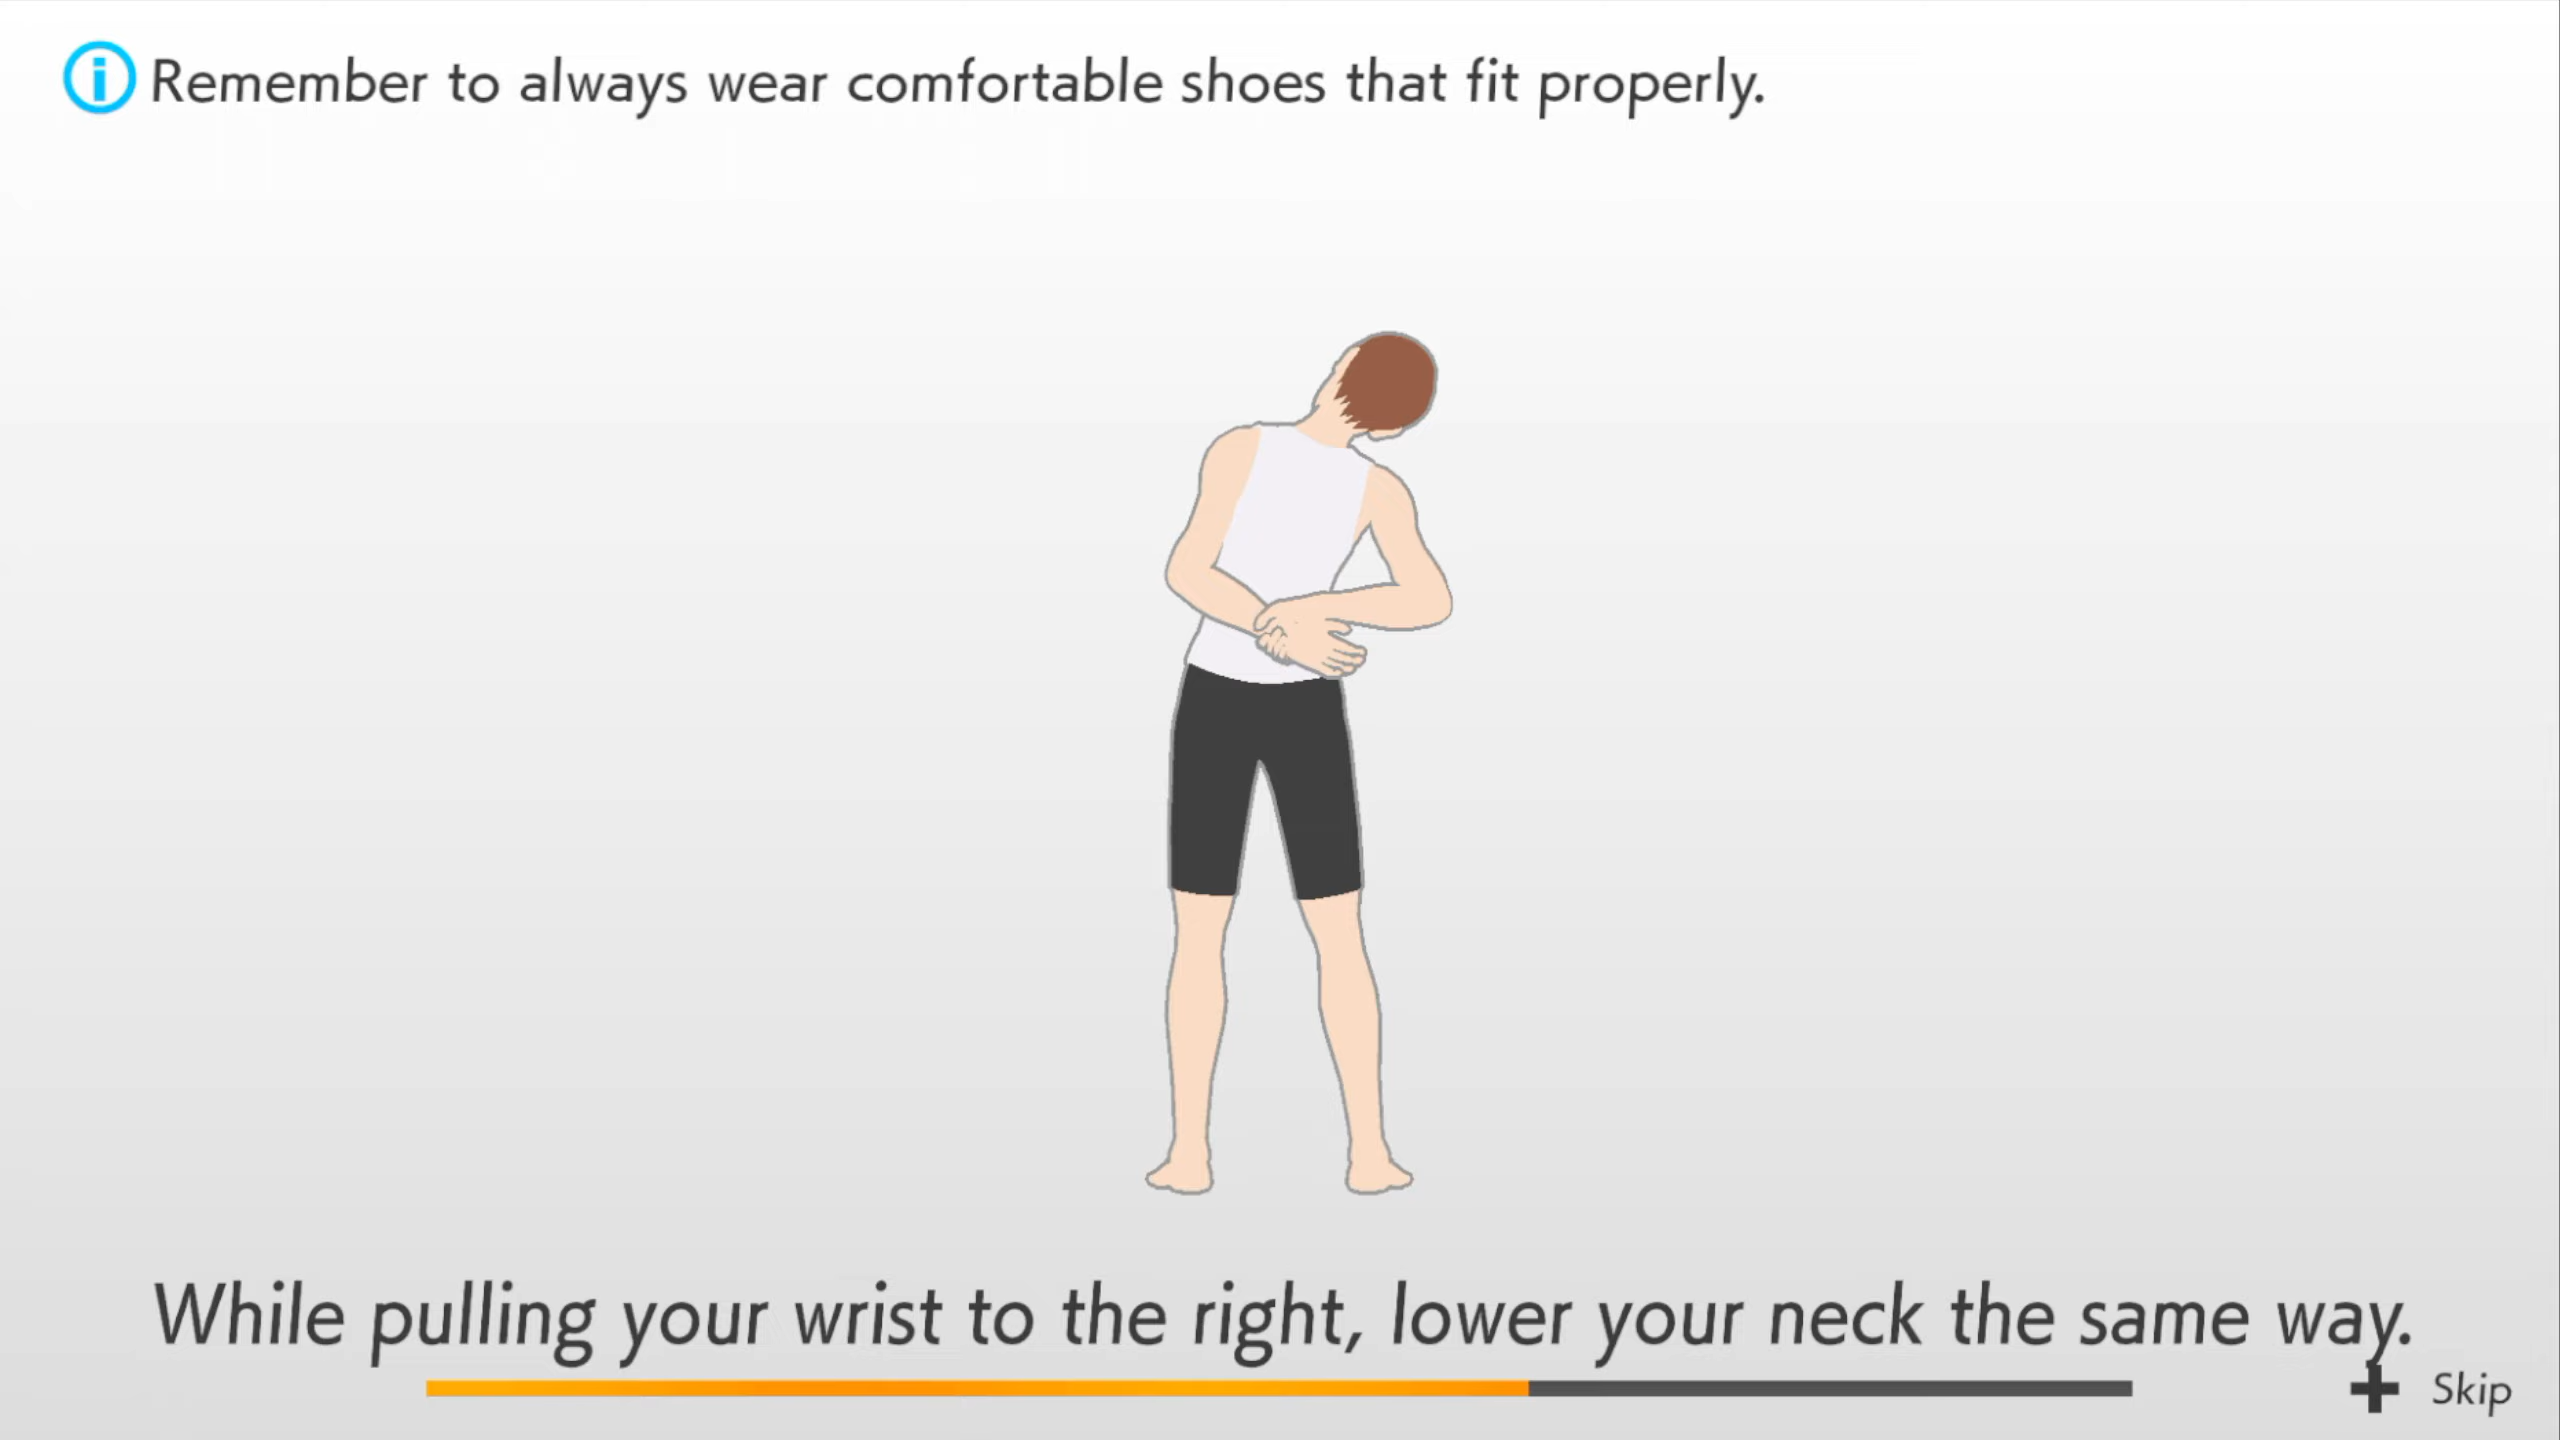 Remember to always wear comfortable shoes that fit properly.
While pulling your wrist to the right, lower your neck the same way.
Skip